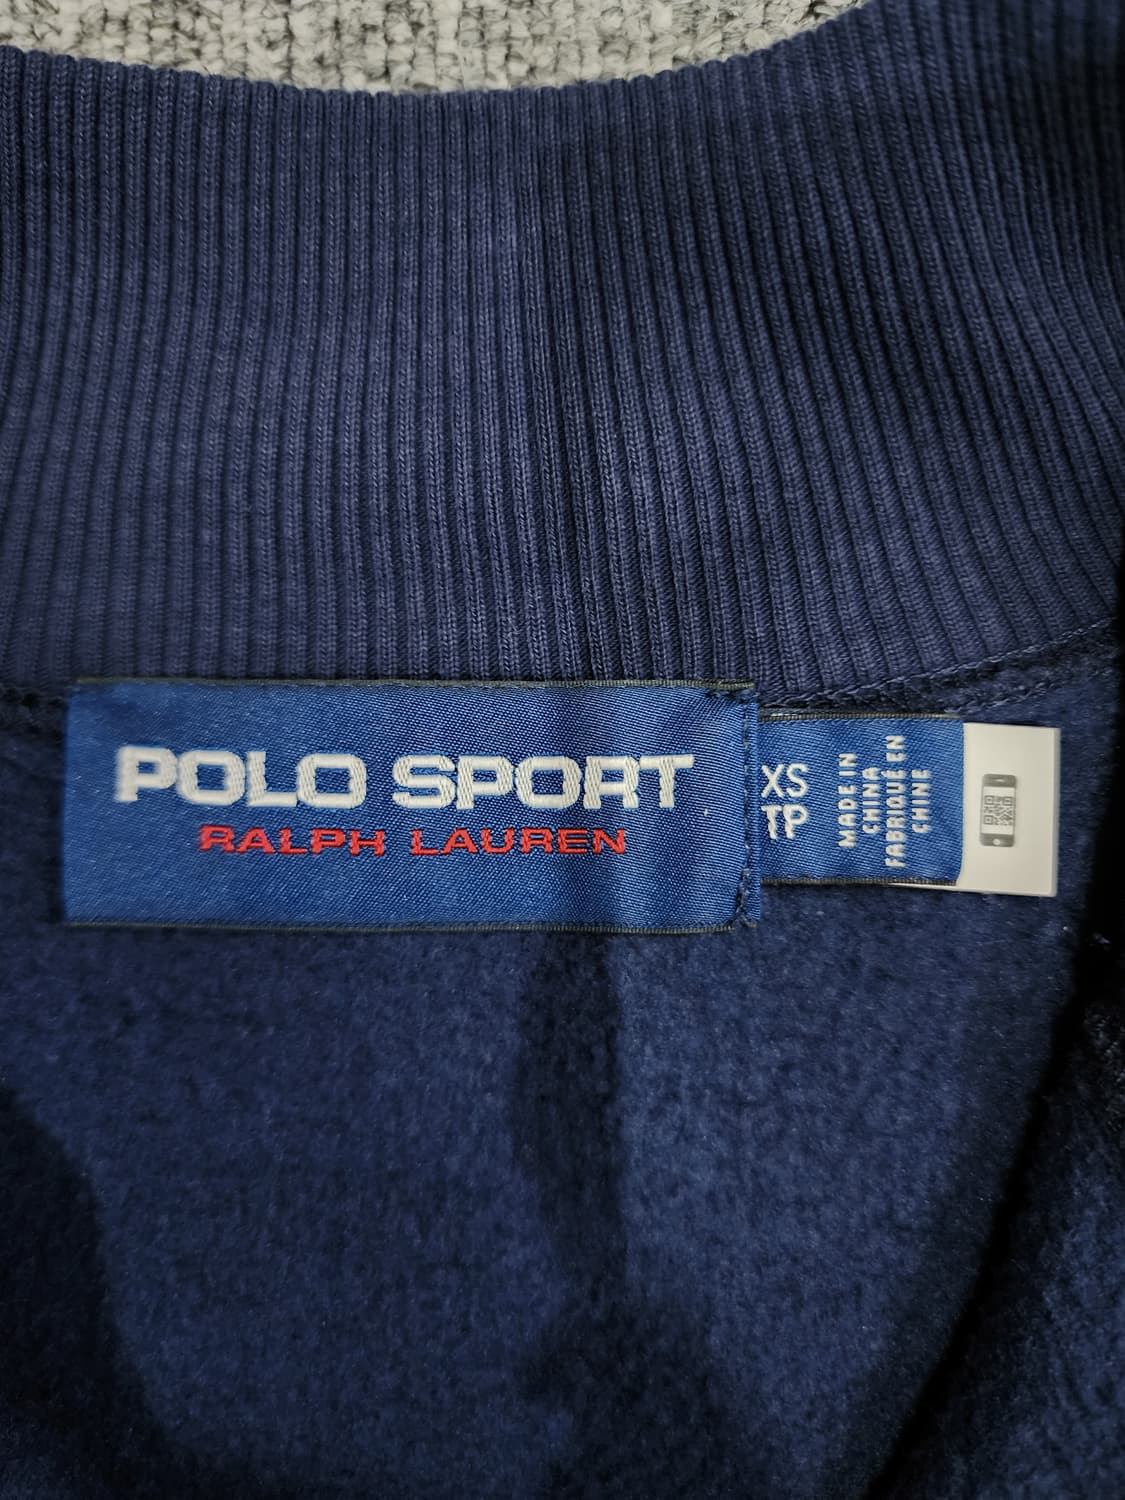 POLO SPORT
RALPH LAUREN
XS
TP
MADE IN
CHINA
FABRIQUÉ EN
CHINE